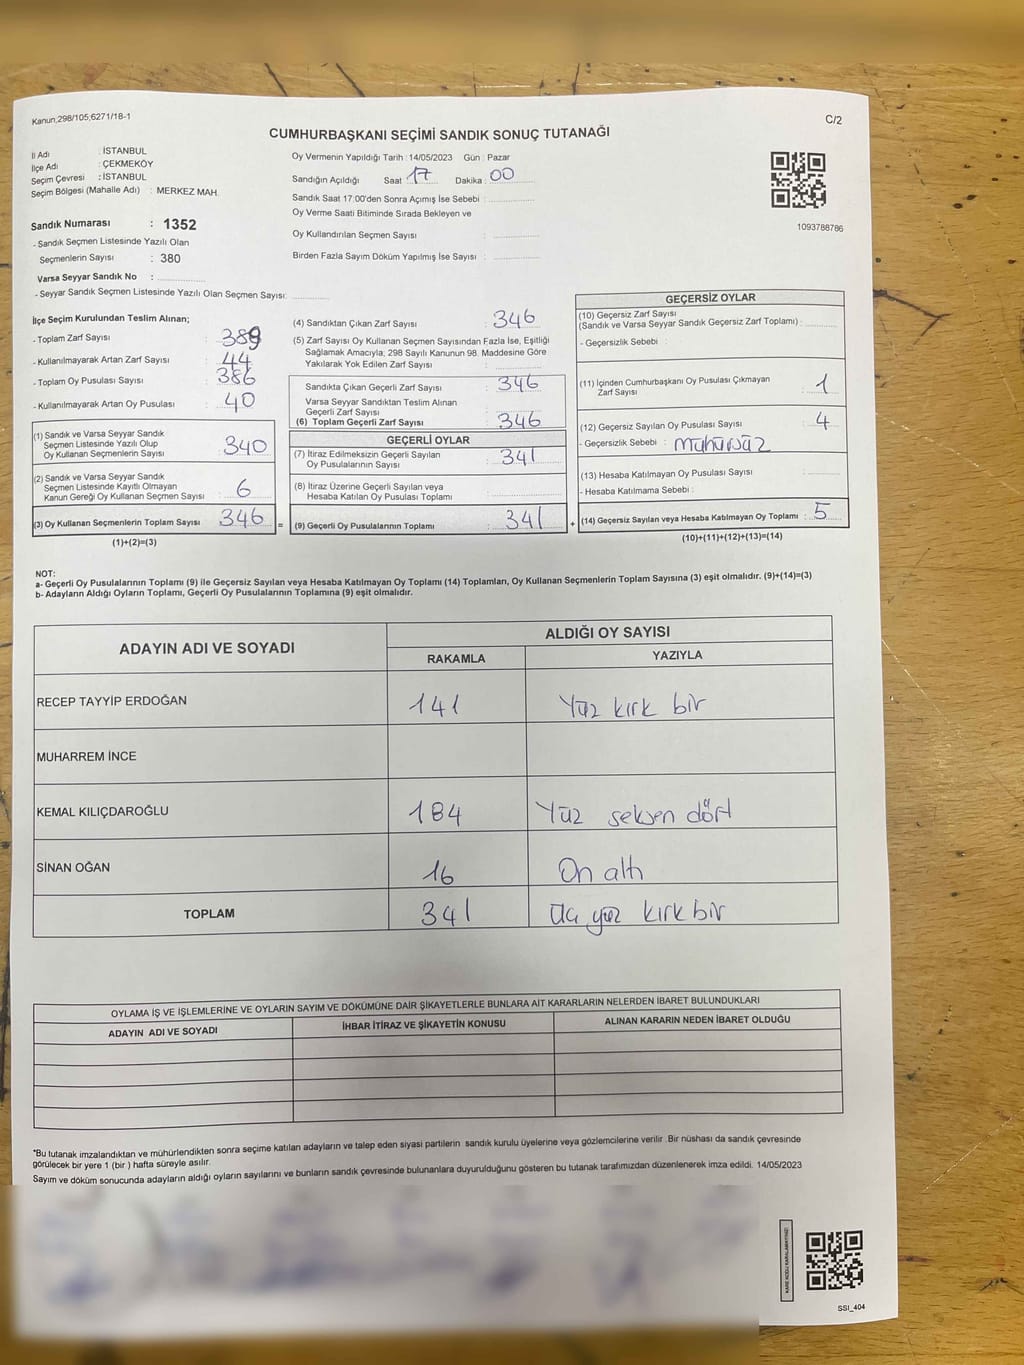 Kanun;298/105;6271/18-1
C/2
CUMHURBAŞKANI SEÇİMİ SANDIK SONUÇ TUTANAĞI
İl Adı : İSTANBUL
İlçe Adı : ÇEKMEKÖY
Seçim Çevresi : İSTANBUL
Seçim Bölgesi (Mahalle Adı) : MERKEZ MAH.
Sandık Numarası : 1352
- Sandık Seçmen Listesinde Yazılı Olan
Seçmenlerin Sayısı : 380
Varsa Seyyar Sandık No :
- Seyyar Sandık Seçmen Listesinde Yazılı Olan Seçmen Sayısı:
Oy Vermenin Yapıldığı Tarih : 14/05/2023 Gün : Pazar
Sandığın Açıldığı Saat : 17 Dakika : 00
Sandık Saat 17:00'den Sonra Açımış İse Sebebi :
Oy Verme Saati Bitiminde Sırada Bekleyen ve
Oy Kullandırılan Seçmen Sayısı :
Birden Fazla Sayım Döküm Yapılmış İse Sayısı :
1093788786
İlçe Seçim Kurulundan Teslim Alınan;
- Toplam Zarf Sayısı : 389
- Kullanılmayarak Artan Zarf Sayısı : 44
- Toplam Oy Pusulası Sayısı : 386
- Kullanılmayarak Artan Oy Pusulası : 40
(1) Sandık ve Varsa Seyyar Sandık
Seçmen Listesinde Yazılı Olup
Oy Kullanan Seçmenlerin Sayısı : 340
(2) Sandık ve Varsa Seyyar Sandık
Seçmen Listesinde Kayıtlı Olmayan
Kanun Gereği Oy Kullanan Seçmen Sayısı : 6
(3) Oy Kullanan Seçmenlerin Toplam Sayısı : 346
(1)+(2)=(3)
(4) Sandıktan Çıkan Zarf Sayısı : 346
(5) Zarf Sayısı Oy Kullanan Seçmen Sayısından Fazla İse, Eşitliği
Sağlamak Amacıyla; 298 Sayılı Kanunun 98. Maddesine Göre
Yakılarak Yok Edilen Zarf Sayısı :
Sandıkta Çıkan Geçerli Zarf Sayısı : 346
Varsa Seyyar Sandıktan Teslim Alınan
Geçerli Zarf Sayısı :
(6) Toplam Geçerli Zarf Sayısı : 346
GEÇERLİ OYLAR
(7) İtiraz Edilmeksizin Geçerli Sayılan
Oy Pusulalarının Sayısı : 341
(8) İtiraz Üzerine Geçerli Sayılan veya
Hesaba Katılan Oy Pusulası Toplamı :
= (9) Geçerli Oy Pusulalarının Toplamı : 341 +
GEÇERSİZ OYLAR
(10) Geçersiz Zarf Sayısı
(Sandık ve Varsa Seyyar Sandık Geçersiz Zarf Toplamı) :
- Geçersizlik Sebebi :
(11) İçinden Cumhurbaşkanı Oy Pusulası Çıkmayan
Zarf Sayısı : 1
(12) Geçersiz Sayılan Oy Pusulası Sayısı : 4
- Geçersizlik Sebebi : mühürsüz
(13) Hesaba Katılmayan Oy Pusulası Sayısı :
- Hesaba Katılmama Sebebi :
(14) Geçersiz Sayılan veya Hesaba Katılmayan Oy Toplamı : 5
(10)+(11)+(12)+(13)=(14)
NOT:
a- Geçerli Oy Pusulalarının Toplamı (9) ile Geçersiz Sayılan veya Hesaba Katılmayan Oy Toplamı (14) Toplamları, Oy Kullanan Seçmenlerin Toplam Sayısına (3) eşit olmalıdır. (9)+(14)=(3)
b- Adayların Aldığı Oyların Toplamı, Geçerli Oy Pusulalarının Toplamına (9) eşit olmalıdır.
ADAYIN ADI VE SOYADI
ALDIĞI OY SAYISI
RAKAMLA YAZIYLA
RECEP TAYYİP ERDOĞAN 141 Yüz kırk bir
MUHARREM İNCE
KEMAL KILIÇDAROĞLU 184 Yüz seksen dört
SİNAN OĞAN 16 On altı
TOPLAM 341 Üç yüz kırk bir
OYLAMA İŞ VE İŞLEMLERİNE VE OYLARIN SAYIM VE DÖKÜMÜNE DAİR ŞİKAYETLERLE BUNLARA AİT KARARLARIN NELERDEN İBARET BULUNDUKLARI
ADAYIN ADI VE SOYADI İHBAR İTİRAZ VE ŞİKAYETİN KONUSU ALINAN KARARIN NEDEN İBARET OLDUĞU
*Bu tutanak imzalandıktan ve mühürlendikten sonra seçime katılan adayların ve talep eden siyasi partilerin sandık kurulu üyelerine veya gözlemcilerine verilir .Bir nüshası da sandık çevresinde
görülecek bir yere 1 (bir ) hafta süreyle asılır.
Sayım ve döküm sonucunda adayların aldığı oyların sayılarını ve bunların sandık çevresinde bulunanlara duyurulduğunu gösteren bu tutanak tarafımızdan düzenlenerek imza edildi. 14/05/2023
KARE KODU KARALAMAYINIZ!
SSI_404